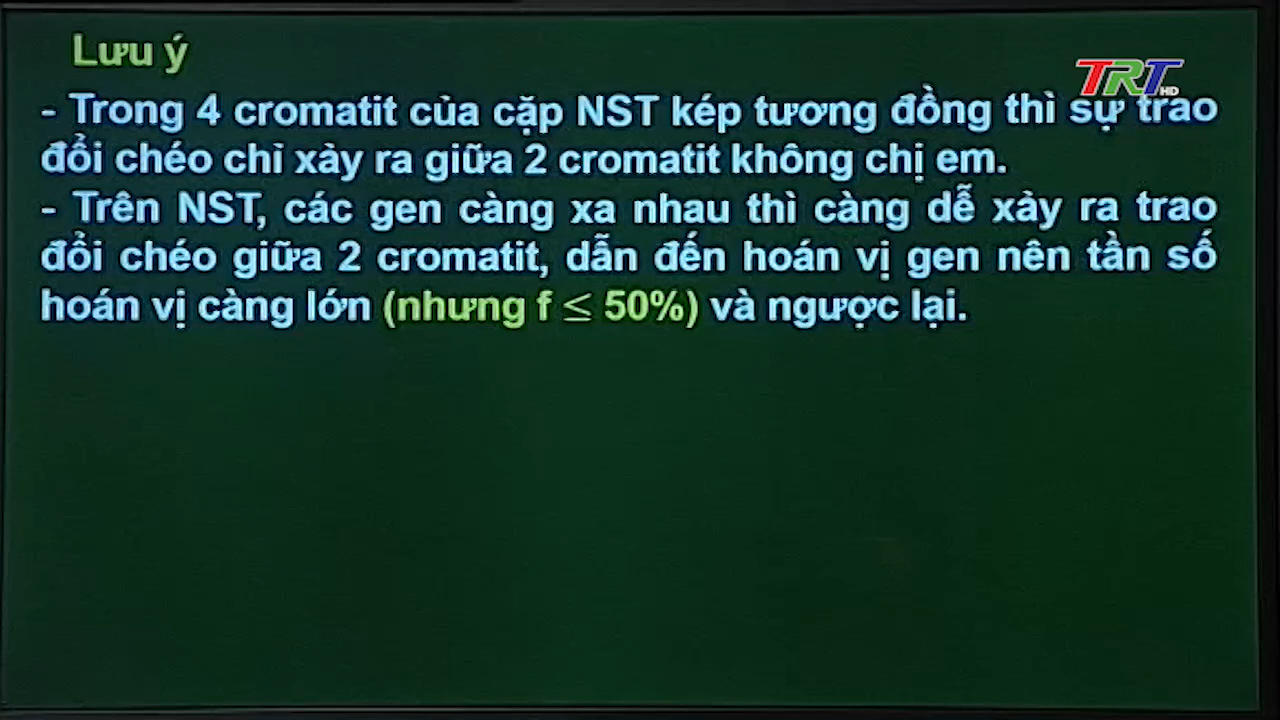 Lưu ý
TRT HD
- Trong 4 cromatit của cặp NST kép tương đồng thì sự trao
đổi chéo chỉ xảy ra giữa 2 cromatit không chị em.
- Trên NST, các gen càng xa nhau thì càng dễ xảy ra trao
đổi chéo giữa 2 cromatit, dẫn đến hoán vị gen nên tần số
hoán vị càng lớn (nhưng f ≤ 50%) và ngược lại.